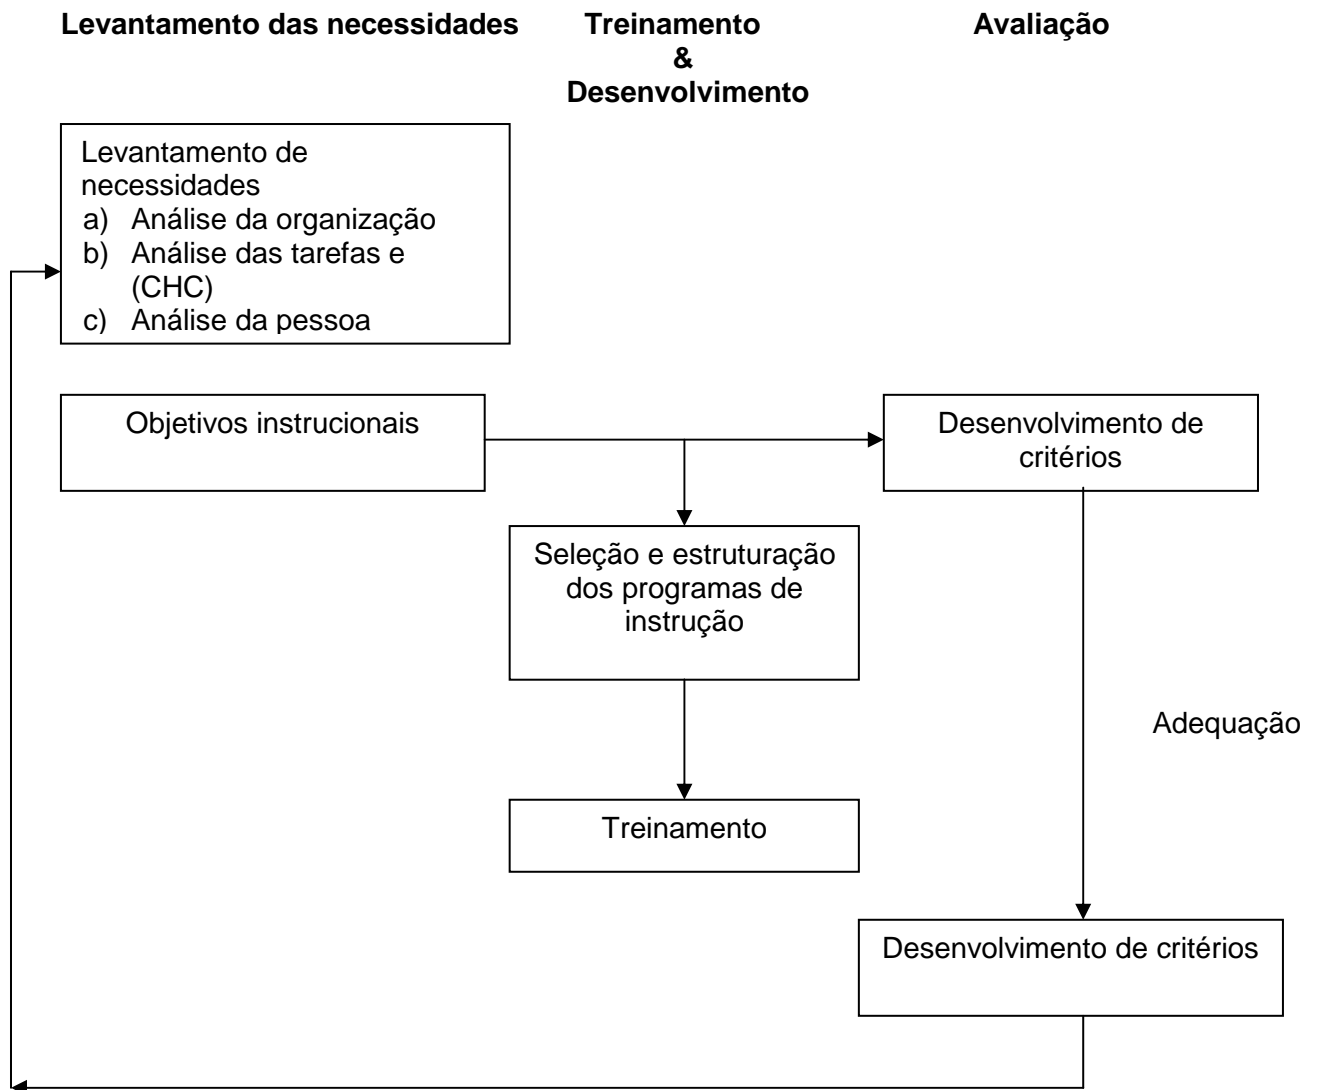 Levantamento das necessidades
Treinamento
&
Desenvolvimento
Avaliação
Levantamento de
necessidades
a) Análise da organização
b) Análise das tarefas e
(CHC)
c) Análise da pessoa
Objetivos instrucionais
Desenvolvimento de
critérios
Seleção e estruturação
dos programas de
instrução
Adequação
Treinamento
Desenvolvimento de critérios